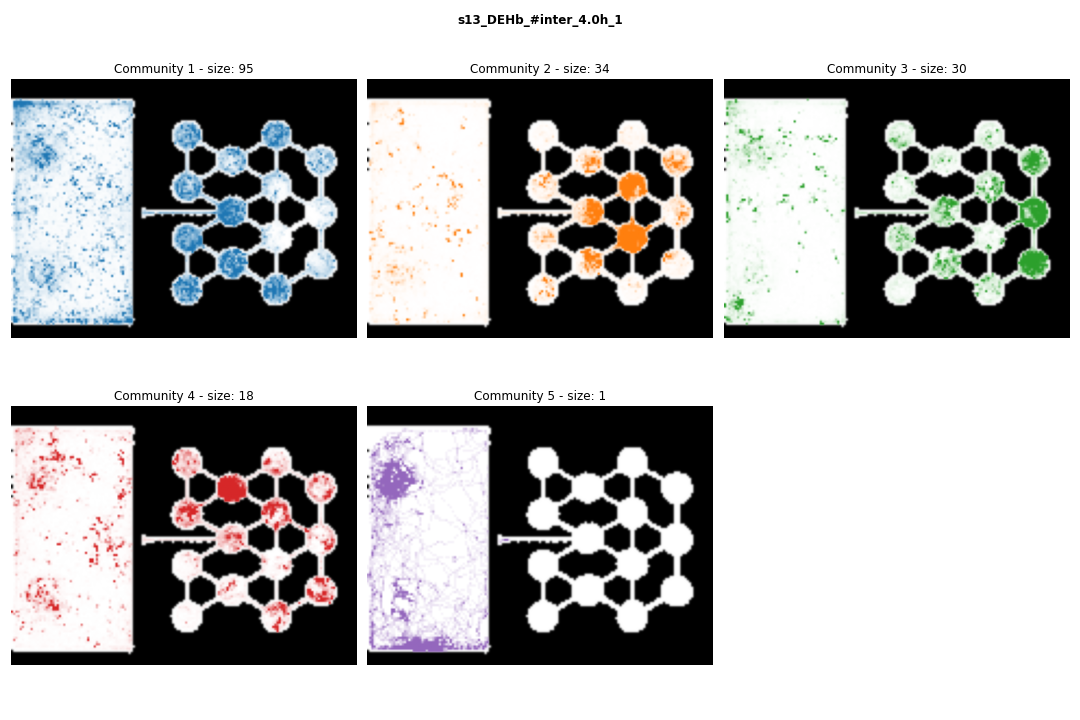 s13_DEHb_#inter_4.0h_1
Community 1 - size: 95
Community 2 - size: 34
Community 3 - size: 30
Community 4 - size: 18
Community 5 - size: 1